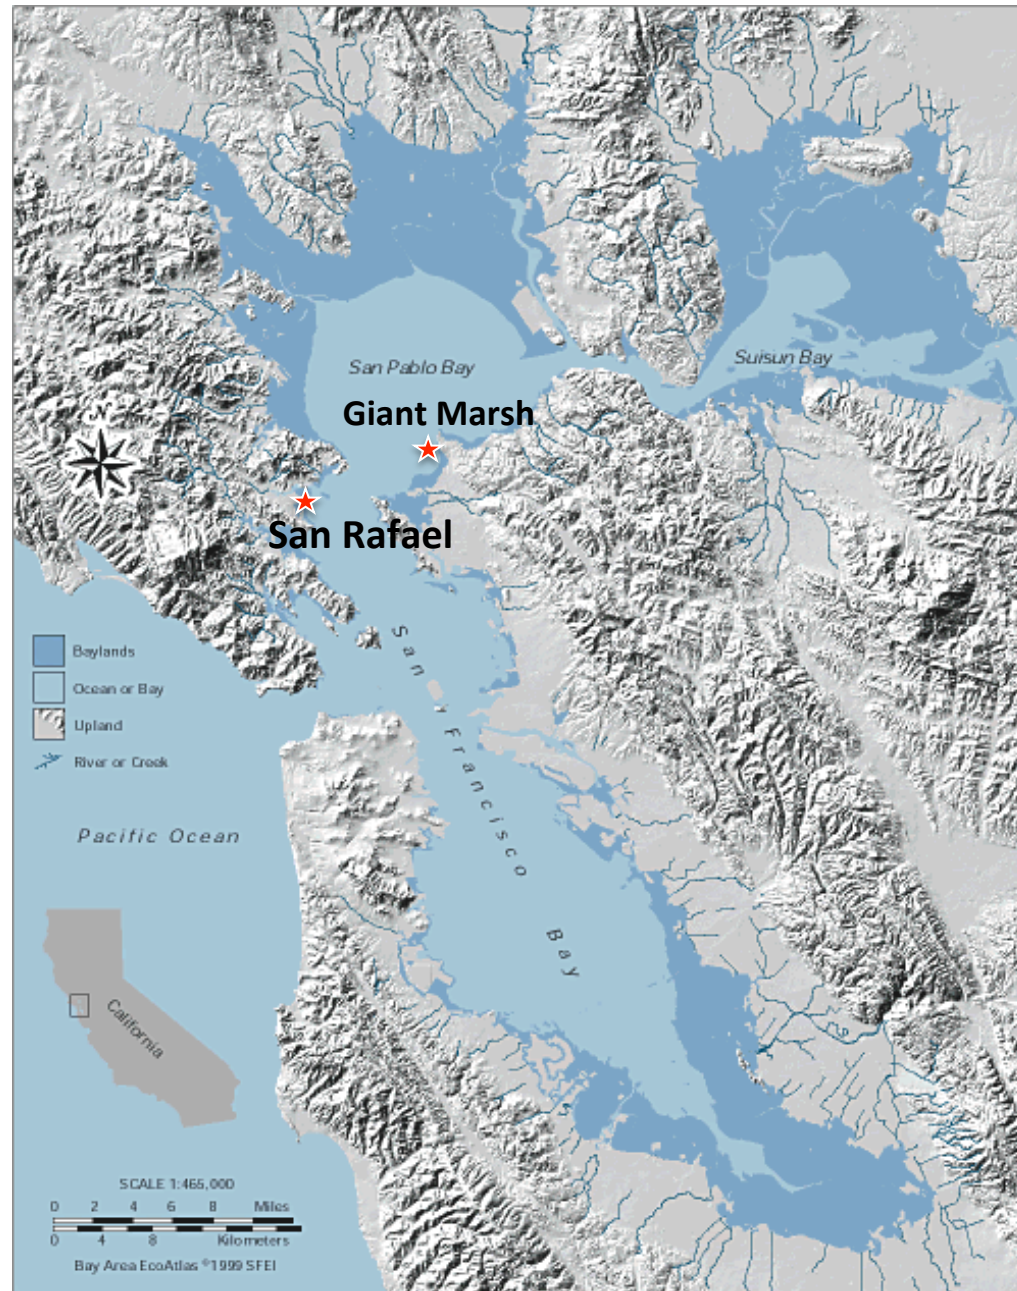 San Pablo Bay
Suisun Bay
Giant Marsh
N
San Rafael
San Francisco Bay
Baylands
Ocean or Bay
Upland
River or Creek
Pacific Ocean
California
SCALE 1:465,000
0 2 4 6 8 Miles
0 4 8 Kilometers
Bay Area EcoAtlas ©1999 SFEI